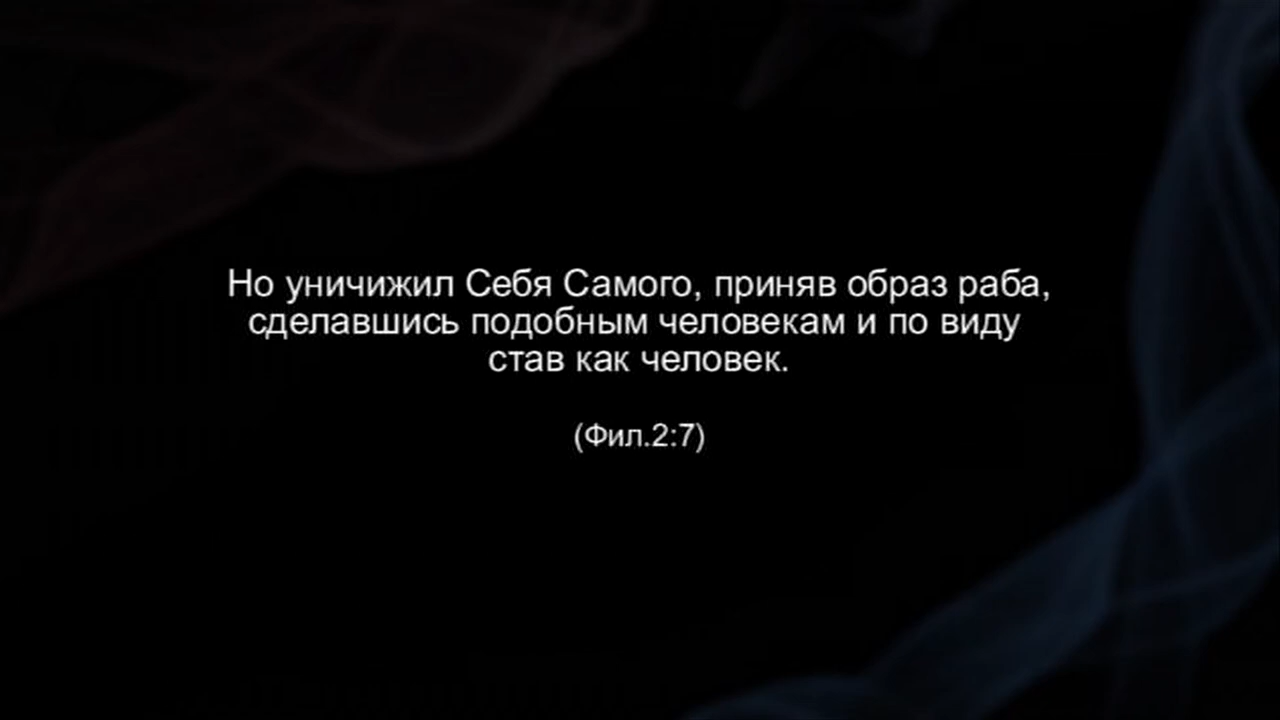 Но уничижил Себя Самого, приняв образ раба,
сделавшись подобным человекам и по виду
став как человек.
(Фил.2:7)